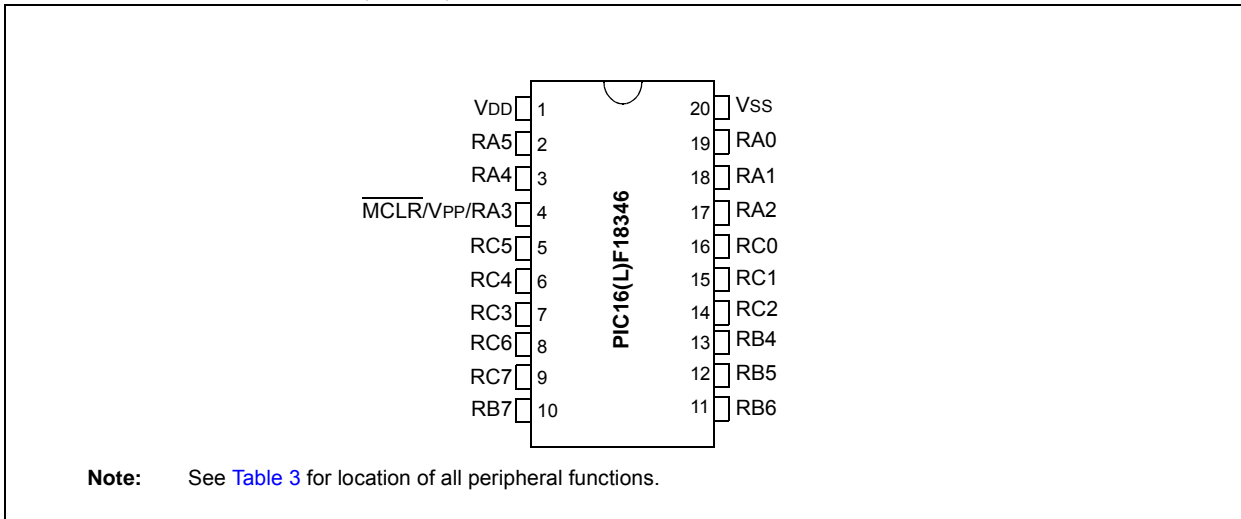 VDD 1 20 VSS
RA5 2 19 RA0
RA4 3 18 RA1
MCLR/VPP/RA3 4 17 RA2
RC5 5 16 RC0
RC4 6 15 RC1
RC3 7 14 RC2
RC6 8 13 RB4
RC7 9 12 RB5
RB7 10 11 RB6
PIC16(L)F18346
Note: See Table 3 for location of all peripheral functions.